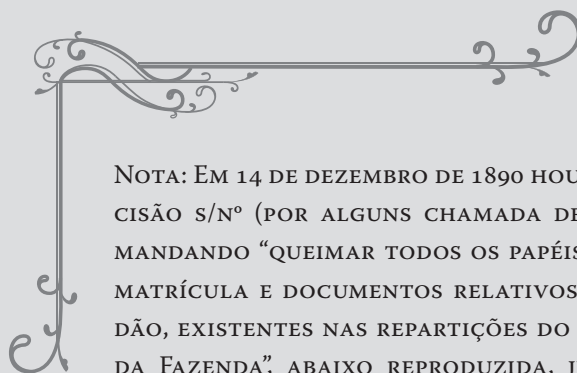 NOTA: EM 14 DE DEZEMBRO DE 1890 HOU
CISÃO S/Nº (POR ALGUNS CHAMADA DE
MANDANDO “QUEIMAR TODOS OS PAPÉIS
MATRÍCULA E DOCUMENTOS RELATIVOS
DÃO, EXISTENTES NAS REPARTIÇÕES DO
DA FAZENDA”, ABAIXO REPRODUZIDA,